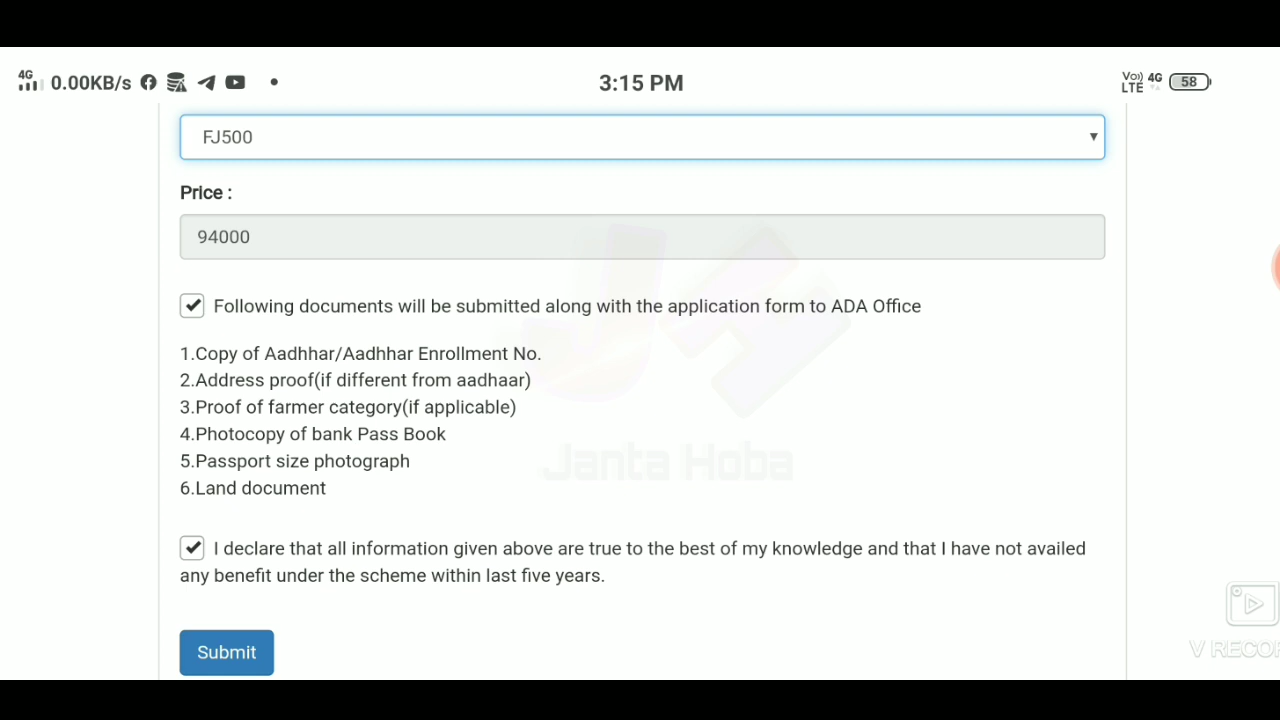 4G 0.00KB/s 3:15 PM Vo)) LTE 4G 58
FJ500
Price :
94000
Following documents will be submitted along with the application form to ADA Office
1.Copy of Aadhhar/Aadhhar Enrollment No.
2.Address proof(if different from aadhaar)
3.Proof of farmer category(if applicable)
4.Photocopy of bank Pass Book
Janta Hoba
5.Passport size photograph
6.Land document
I declare that all information given above are true to the best of my knowledge and that I have not availed
any benefit under the scheme within last five years.
Submit
V RECOR